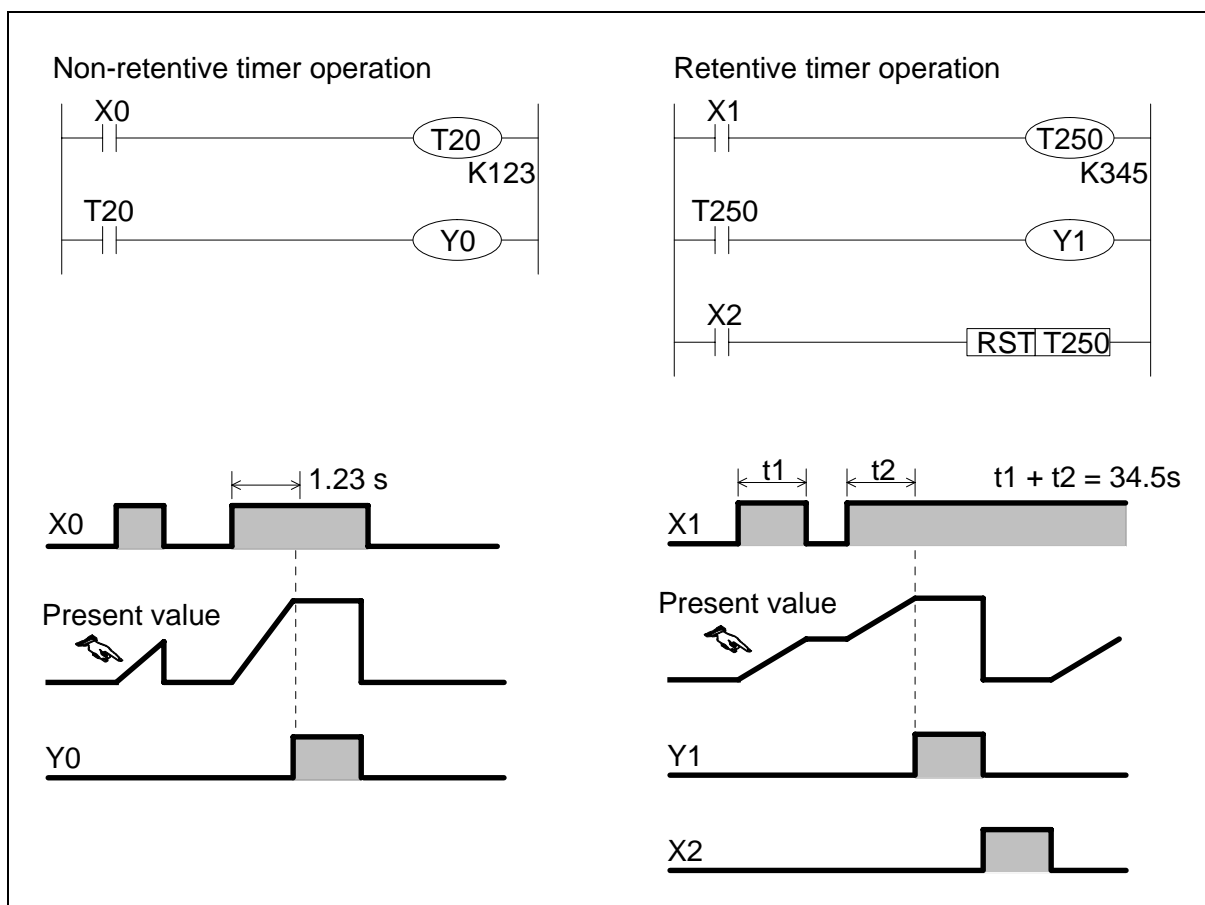 Non-retentive timer operation
X0
T20
K123
T20
Y0
Retentive timer operation
X1
T250
K345
T250
Y1
X2
RST T250
1.23 s
X0
Present value
Y0
t1
t2
t1 + t2 = 34.5s
X1
Present value
Y1
X2